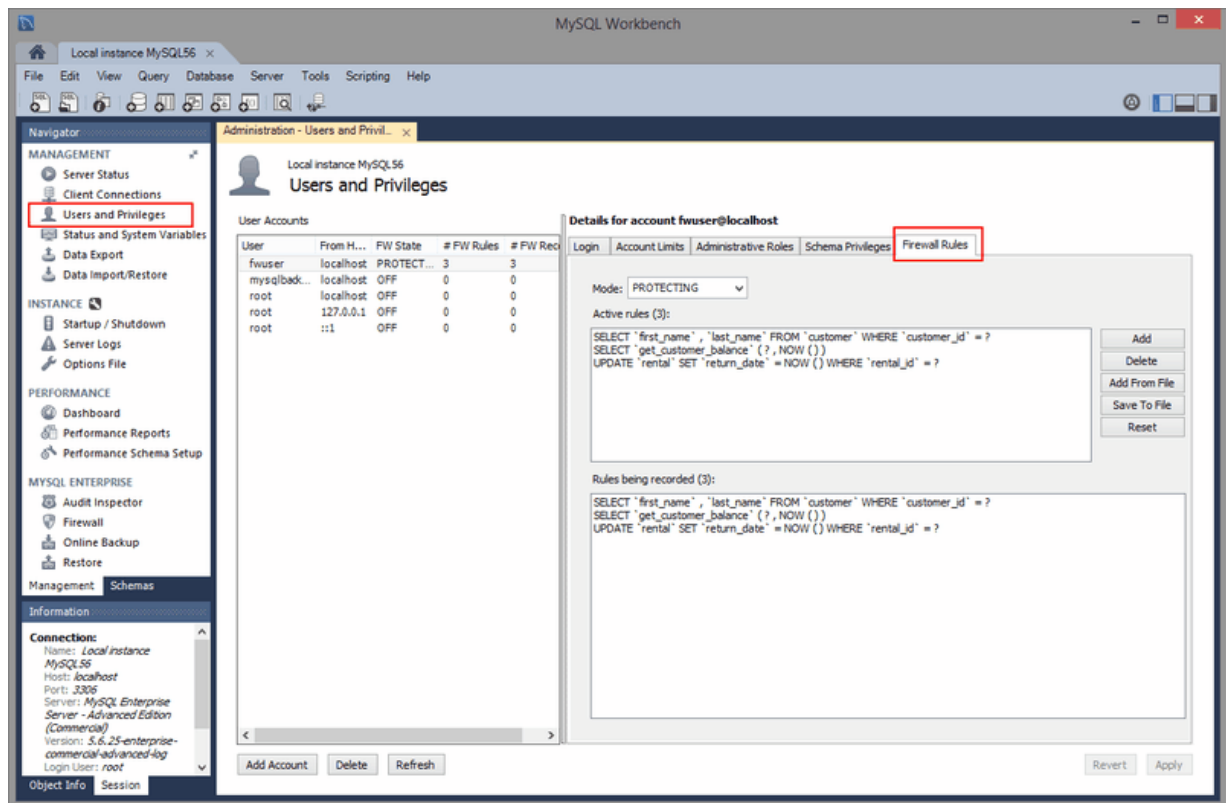 MySQL Workbench
Local instance MySQL56 ×
File Edit View Query Database Server Tools Scripting Help
Navigator
MANAGEMENT
Server Status
Client Connections
Users and Privileges
Status and System Variables
Data Export
Data Import/Restore
INSTANCE
Startup / Shutdown
Server Logs
Options File
PERFORMANCE
Dashboard
Performance Reports
Performance Schema Setup
MYSQL ENTERPRISE
Audit Inspector
Firewall
Online Backup
Restore
Management Schemas
Information
Connection:
Name: Local instance
MySQL56
Host: localhost
Port: 3306
Server: MySQL Enterprise
Server - Advanced Edition
(Commercial)
Version: 5.6.25-enterprise-
commercial-advanced-log
Login User: root
Object Info Session
Administration - Users and Privil... ×
Local instance MySQL56
Users and Privileges
User Accounts
User From H... FW State # FW Rules # FW Rec
fwuser localhost PROTECT... 3 3
mysqlbad... localhost OFF 0 0
root localhost OFF 0 0
root 127.0.0.1 OFF 0 0
root ::1 OFF 0 0
Add Account Delete Refresh
Details for account fwuser@localhost
Login Account Limits Administrative Roles Schema Privileges Firewall Rules
Mode: PROTECTING
Active rules (3):
SELECT `first_name` , `last_name` FROM `customer` WHERE `customer_id` = ?
SELECT `get_customer_balance` ( ? , NOW ( ) )
UPDATE `rental` SET `return_date` = NOW ( ) WHERE `rental_id` = ?
Add
Delete
Add From File
Save To File
Reset
Rules being recorded (3):
SELECT `first_name` , `last_name` FROM `customer` WHERE `customer_id` = ?
SELECT `get_customer_balance` ( ? , NOW ( ) )
UPDATE `rental` SET `return_date` = NOW ( ) WHERE `rental_id` = ?
Revert Apply